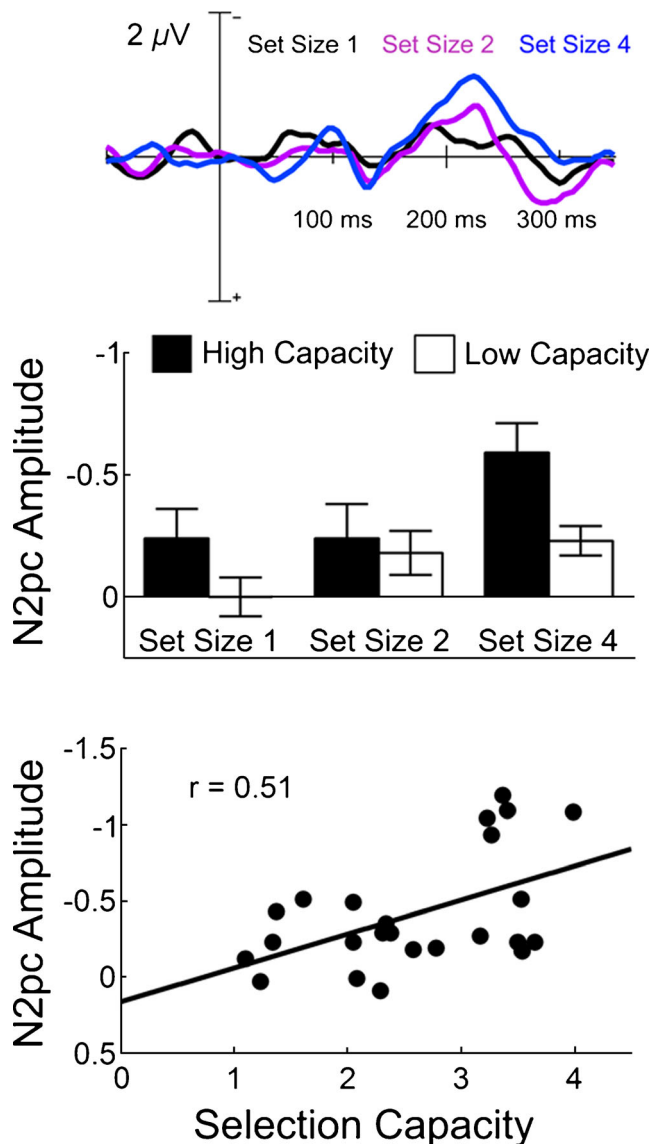 2 µV
-
Set Size 1 Set Size 2 Set Size 4
100 ms 200 ms 300 ms
+
High Capacity Low Capacity
N2pc Amplitude
-1
-0.5
0
Set Size 1 Set Size 2 Set Size 4
N2pc Amplitude
-1.5
r = 0.51
-1
-0.5
0
0.5
0 1 2 3 4
Selection Capacity